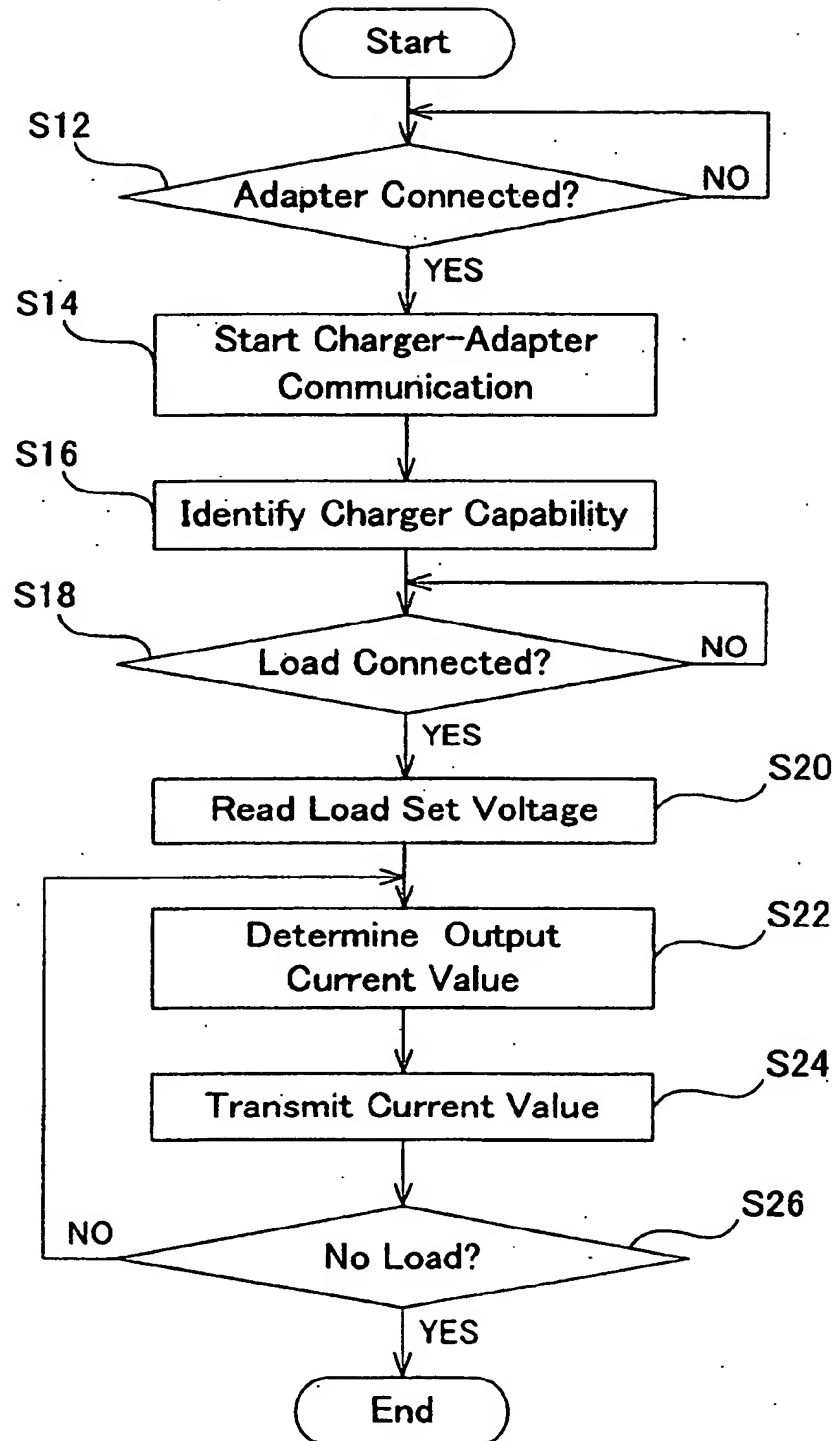 Start
S12
Adapter Connected?
NO
YES
S14
Start Charger-Adapter
Communication
S16
Identify Charger Capability
S18
Load Connected?
NO
YES
S20
Read Load Set Voltage
S22
Determine Output
Current Value
S24
Transmit Current Value
S26
NO
No Load?
YES
End